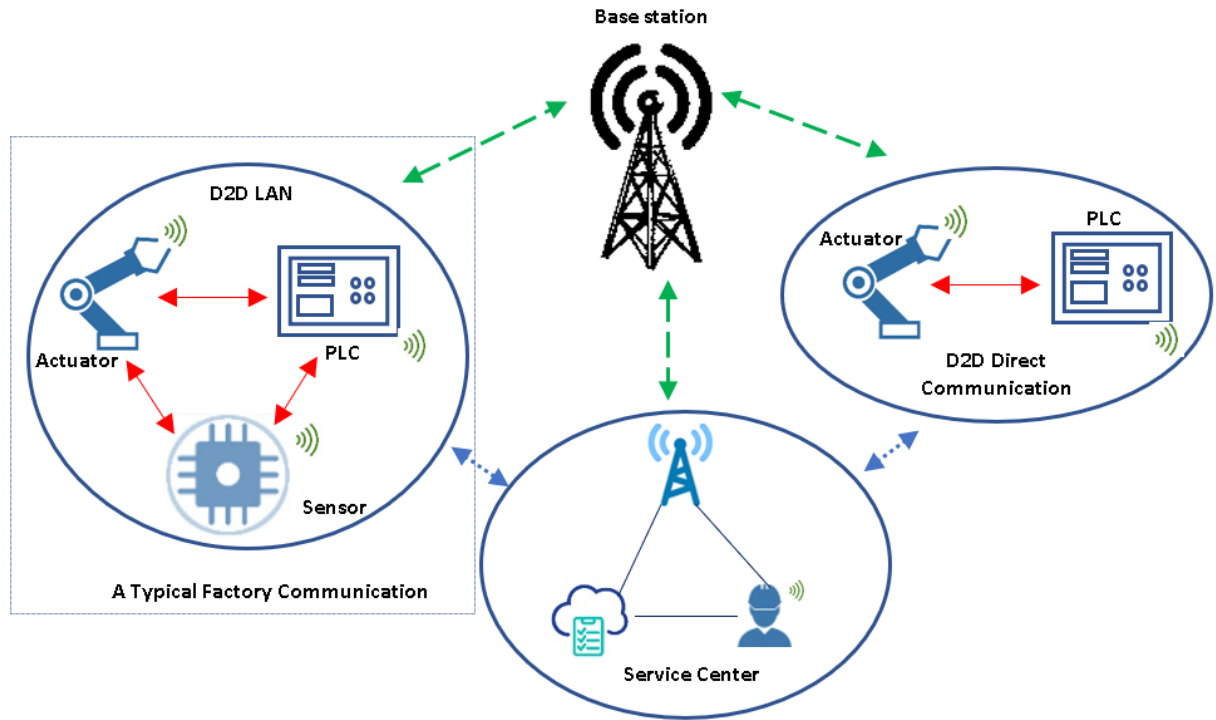 Base station
D2D LAN
Actuator
PLC
Sensor
A Typical Factory Communication
PLC
Actuator
D2D Direct
Communication
Service Center